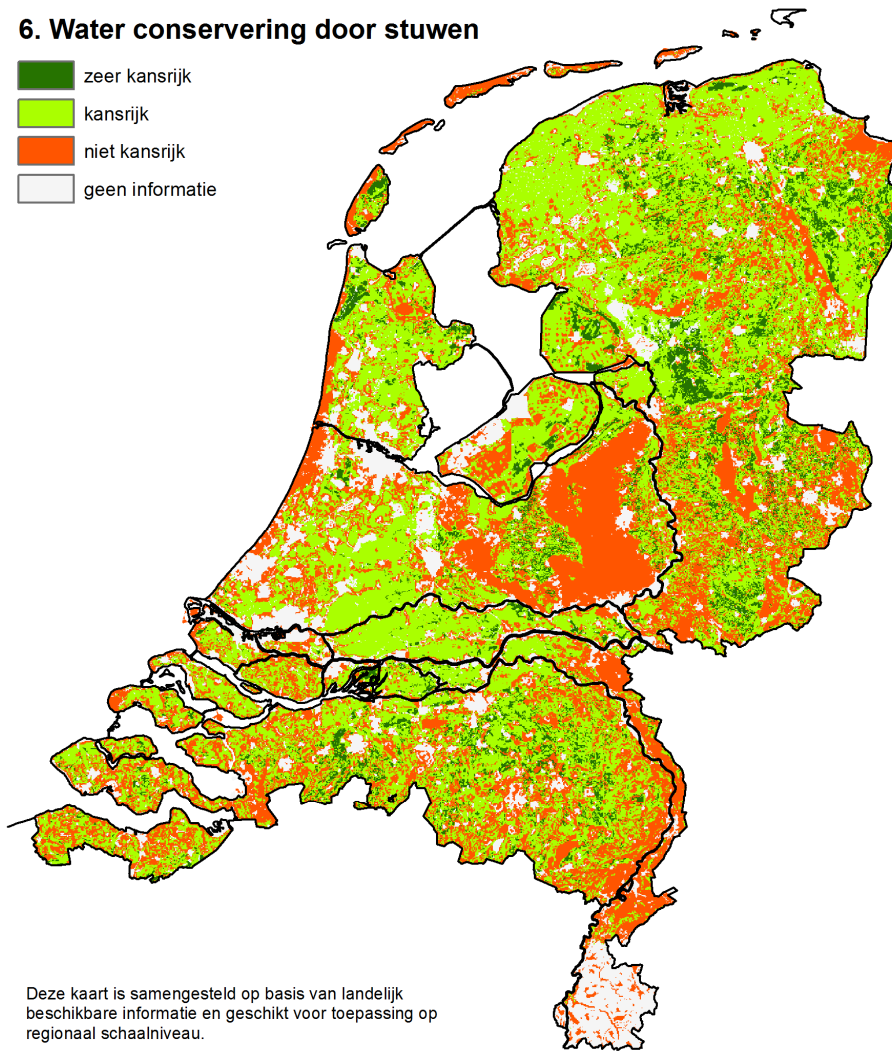 6. Water conservering door stuwen
zeer kansrijk
kansrijk
niet kansrijk
geen informatie
Deze kaart is samengesteld op basis van landelijk
beschikbare informatie en geschikt voor toepassing op
regionaal schaalniveau.